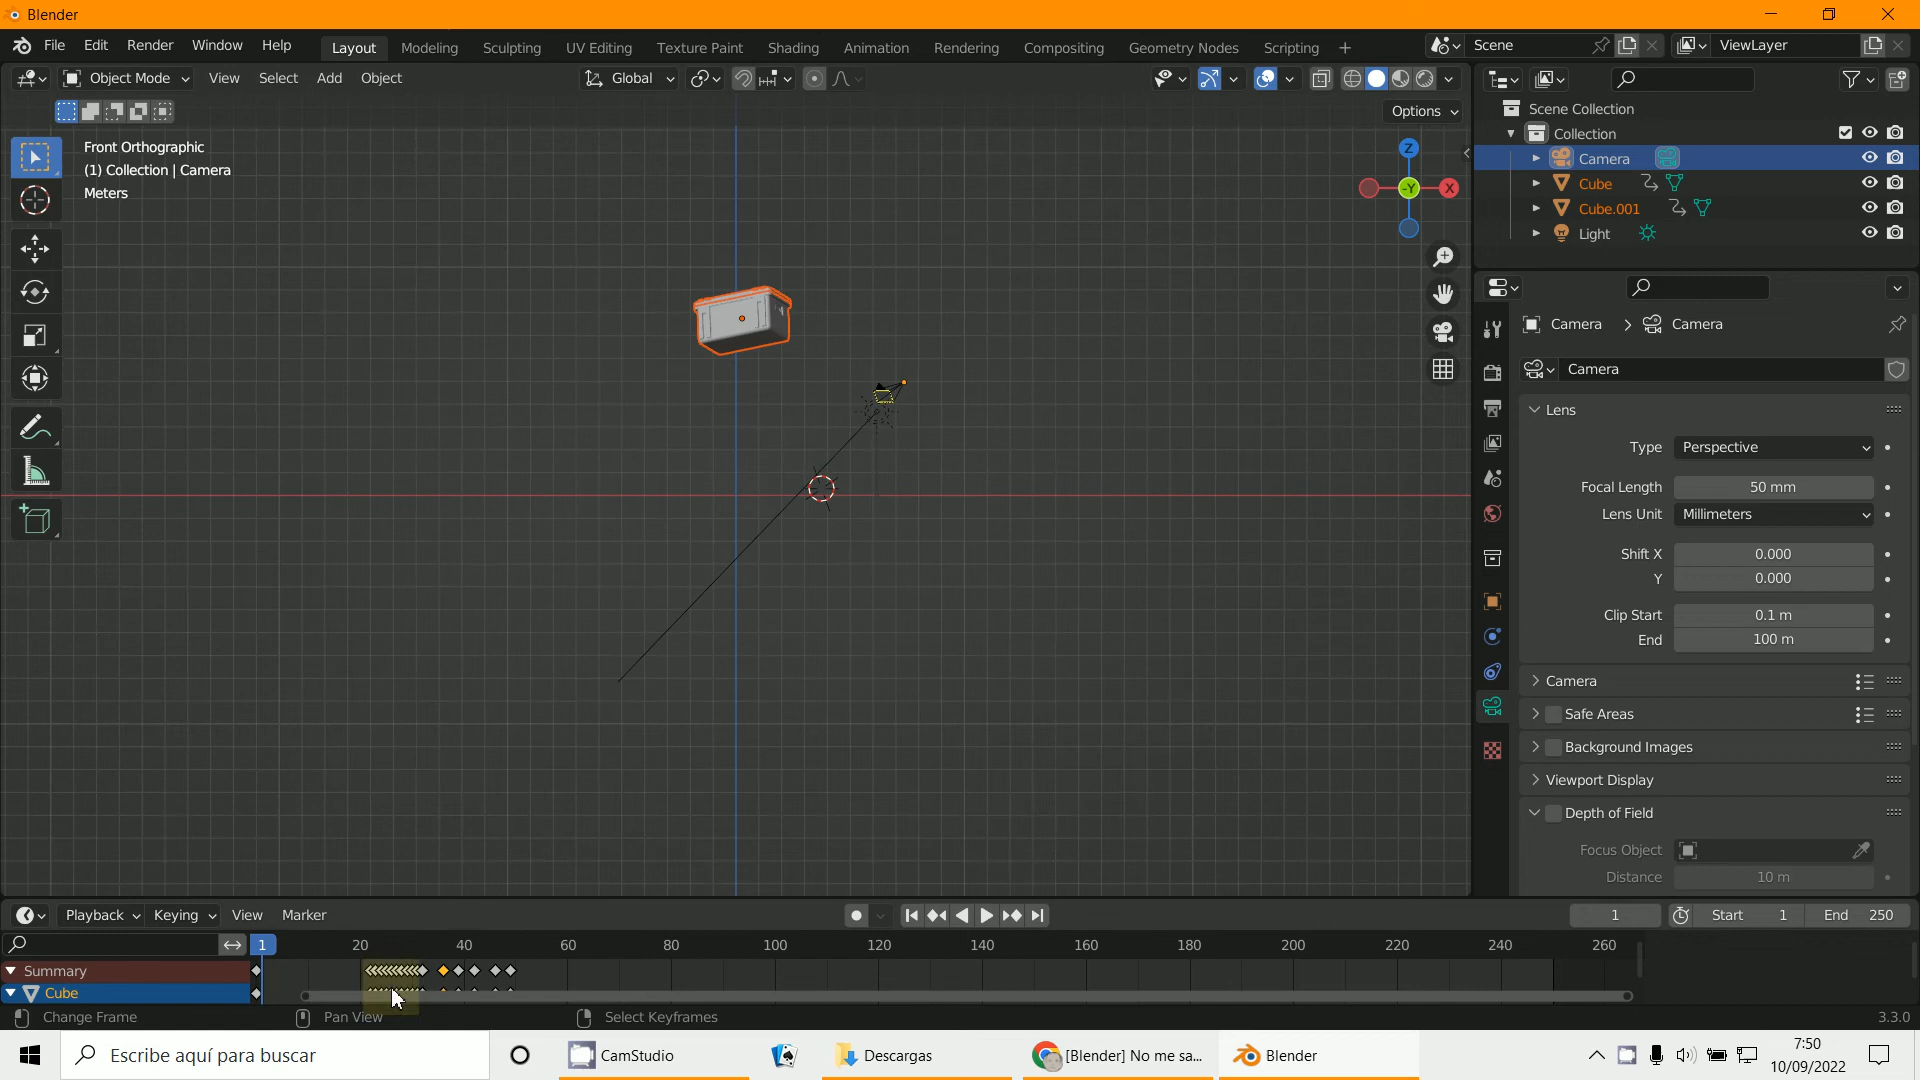 Blender
File Edit Render Window Help Layout Modeling Sculpting UV Editing Texture Paint Shading Animation Rendering Compositing Geometry Nodes Scripting + Scene ViewLayer
Object Mode View Select Add Object Global
Options
Front Orthographic
(1) Collection | Camera
Meters
Z
-Y X
Scene Collection
Collection
Camera
Cube
Cube.001
Light
Camera > Camera
Camera
Lens
Type Perspective
Focal Length 50 mm
Lens Unit Millimeters
Shift X 0.000
Y 0.000
Clip Start 0.1 m
End 100 m
Camera
Safe Areas
Background Images
Viewport Display
Depth of Field
Focus Object
Distance 10 m
Playback Keying View Marker 1 Start 1 End 250
1 20 40 60 80 100 120 140 160 180 200 220 240 260
Summary
Cube
Change Frame Pan View Select Keyframes 3.3.0
Escribe aquí para buscar CamStudio Descargas [Blender] No me sa... Blender 7:50
10/09/2022